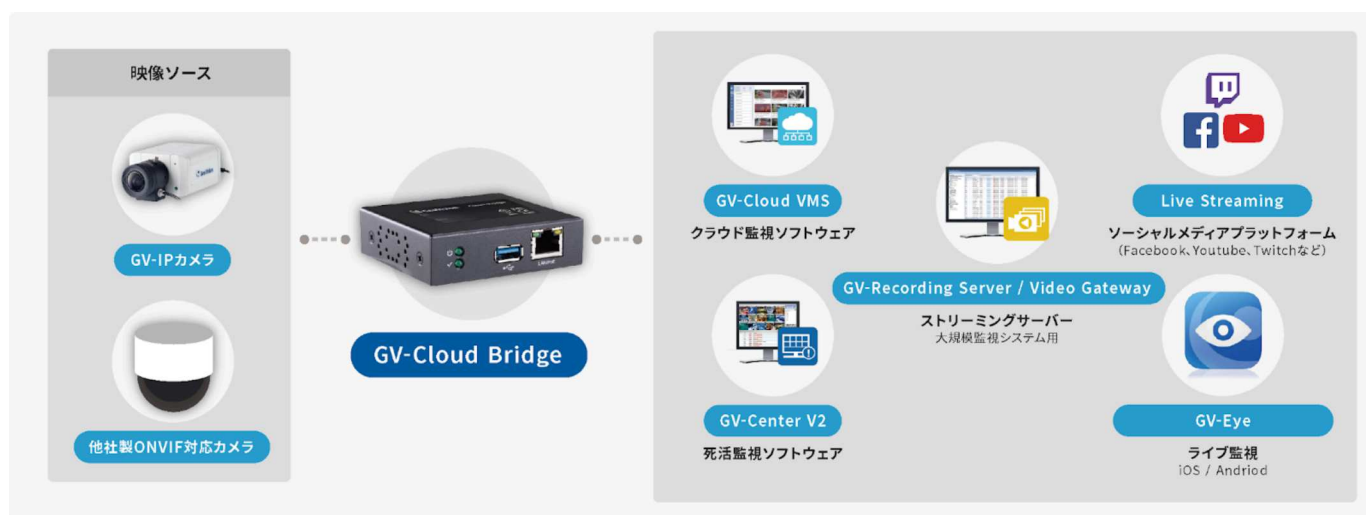 映像ソース
GV-IPカメラ
他社製ONVIF対応カメラ
GV-Cloud Bridge
GV-Cloud VMS
クラウド監視ソフトウェア
GV-Center V2
死活監視ソフトウェア
GV-Recording Server / Video Gateway
ストリーミングサーバー
大規模監視システム用
Live Streaming
ソーシャルメディアプラットフォーム
(Facebook、Youtube、Twitchなど)
GV-Eye
ライブ監視
iOS / Andriod